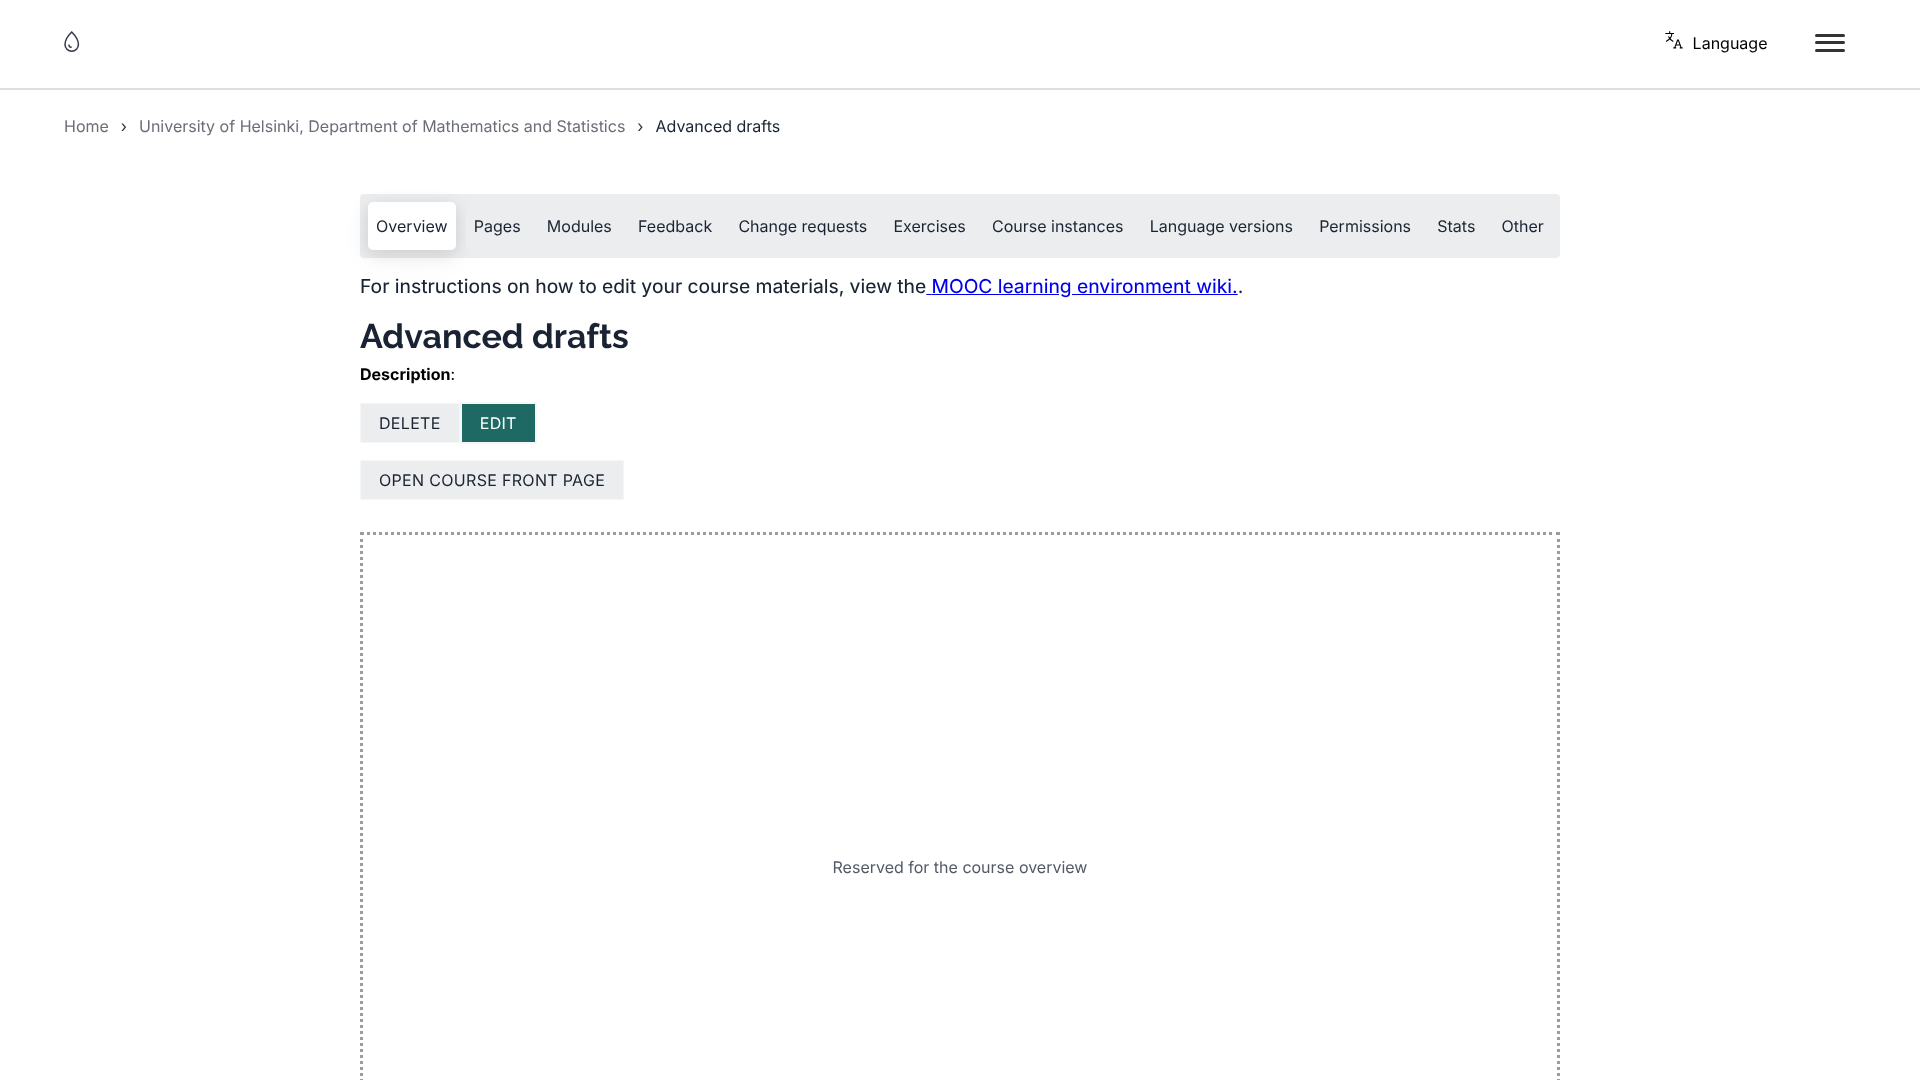 Language
Home › University of Helsinki, Department of Mathematics and Statistics › Advanced drafts
Overview Pages Modules Feedback Change requests Exercises Course instances Language versions Permissions Stats Other
For instructions on how to edit your course materials, view the MOOC learning environment wiki..
Advanced drafts
Description:
DELETE EDIT
OPEN COURSE FRONT PAGE
Reserved for the course overview